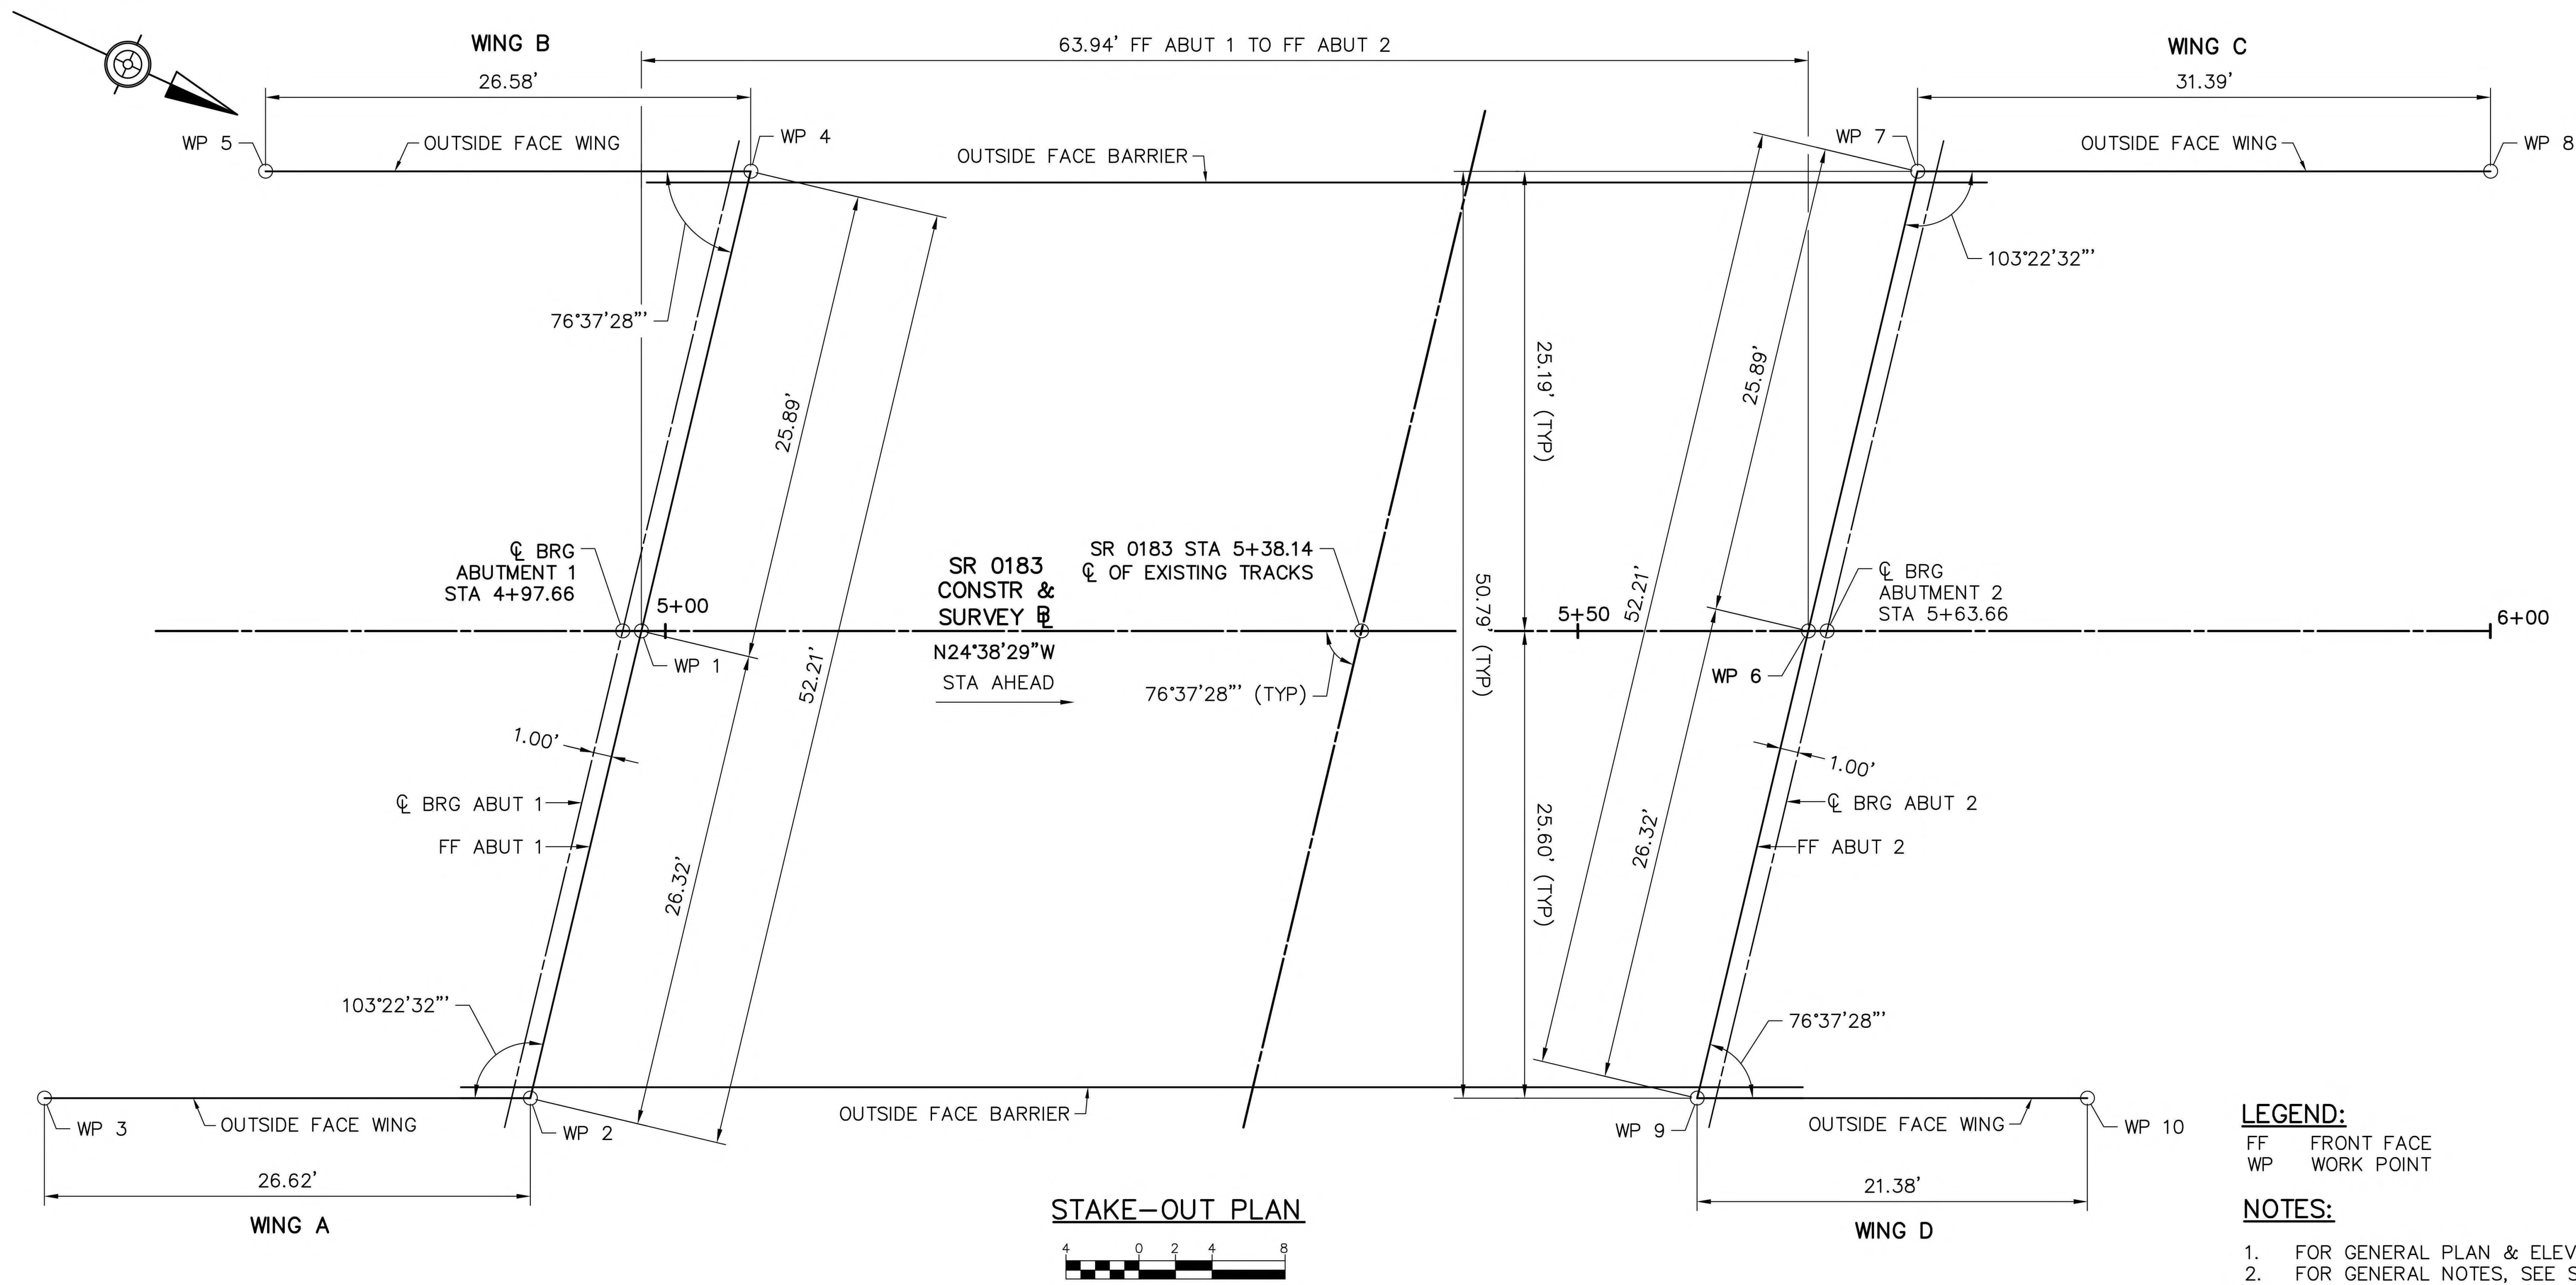 WING B
26.58'
63.94' FF ABUT 1 TO FF ABUT 2
WING C
31.39'
WP 5
OUTSIDE FACE WING
WP 4
OUTSIDE FACE BARRIER
WP 7
OUTSIDE FACE WING
WP 8
76°37'28"'
103°22'32"'
25.89'
52.21'
25.19' (TYP)
50.79' (TYP)
25.89'
52.21'
℄ BRG
ABUTMENT 1
STA 4+97.66
5+00
WP 1
SR 0183
CONSTR &
SURVEY B̲L
N24°38'29"W
STA AHEAD
SR 0183 STA 5+38.14
℄ OF EXISTING TRACKS
76°37'28"' (TYP)
5+50
WP 6
℄ BRG
ABUTMENT 2
STA 5+63.66
6+00
1.00'
℄ BRG ABUT 1
FF ABUT 1
26.32'
25.60' (TYP)
26.32'
1.00'
℄ BRG ABUT 2
FF ABUT 2
103°22'32"'
76°37'28"'
WP 3
OUTSIDE FACE WING
WP 2
OUTSIDE FACE BARRIER
WP 9
OUTSIDE FACE WING
WP 10
26.62'
WING A
21.38'
WING D
STAKE-OUT PLAN
4 0 2 4 8
LEGEND:
FF FRONT FACE
WP WORK POINT
NOTES:
1. FOR GENERAL PLAN & ELEV
2. FOR GENERAL NOTES, SEE S